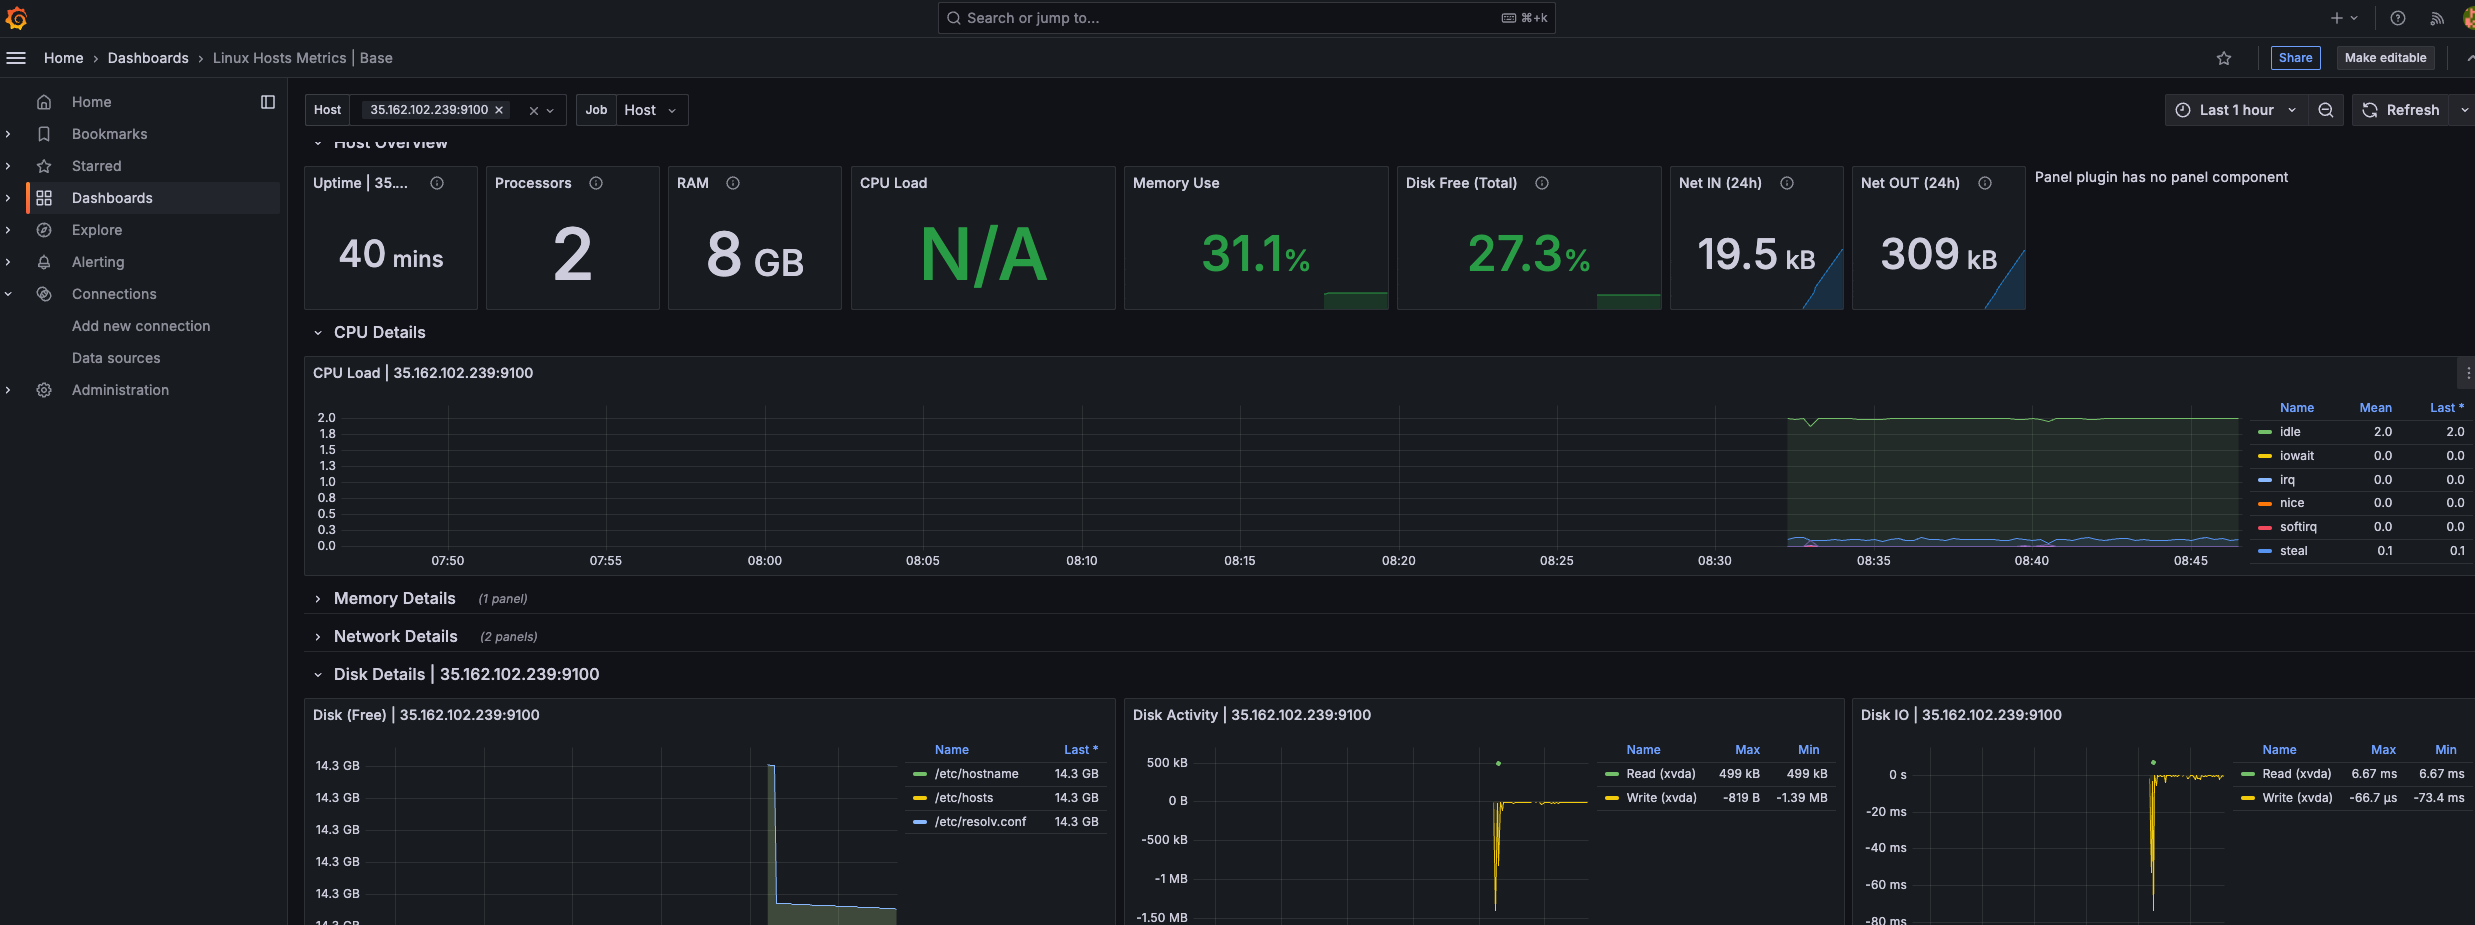 Search or jump to...
⌘+k
Home › Dashboards › Linux Hosts Metrics | Base
Share
Make editable
Home
Bookmarks
Starred
Dashboards
Explore
Alerting
Connections
Add new connection
Data sources
Administration
Host 35.162.102.239:9100
Job Host
Last 1 hour
Refresh
Host Overview
Uptime | 35....
40 mins
Processors
2
RAM
8 GB
CPU Load
N/A
Memory Use
31.1%
Disk Free (Total)
27.3%
Net IN (24h)
19.5 kB
Net OUT (24h)
309 kB
Panel plugin has no panel component
CPU Details
CPU Load | 35.162.102.239:9100
2.0
1.8
1.5
1.3
1.0
0.8
0.5
0.3
0.0
07:50 07:55 08:00 08:05 08:10 08:15 08:20 08:25 08:30 08:35 08:40 08:45
Name Mean Last *
idle 2.0 2.0
iowait 0.0 0.0
irq 0.0 0.0
nice 0.0 0.0
softirq 0.0 0.0
steal 0.1 0.1
Memory Details (1 panel)
Network Details (2 panels)
Disk Details | 35.162.102.239:9100
Disk (Free) | 35.162.102.239:9100
14.3 GB
14.3 GB
14.3 GB
14.3 GB
14.3 GB
14.3 GB
Name Last *
/etc/hostname 14.3 GB
/etc/hosts 14.3 GB
/etc/resolv.conf 14.3 GB
Disk Activity | 35.162.102.239:9100
500 kB
0 B
-500 kB
-1 MB
-1.50 MB
Name Max Min
Read (xvda) 499 kB 499 kB
Write (xvda) -819 B -1.39 MB
Disk IO | 35.162.102.239:9100
0 s
-20 ms
-40 ms
-60 ms
-80 ms
Name Max Min
Read (xvda) 6.67 ms 6.67 ms
Write (xvda) -66.7 µs -73.4 ms